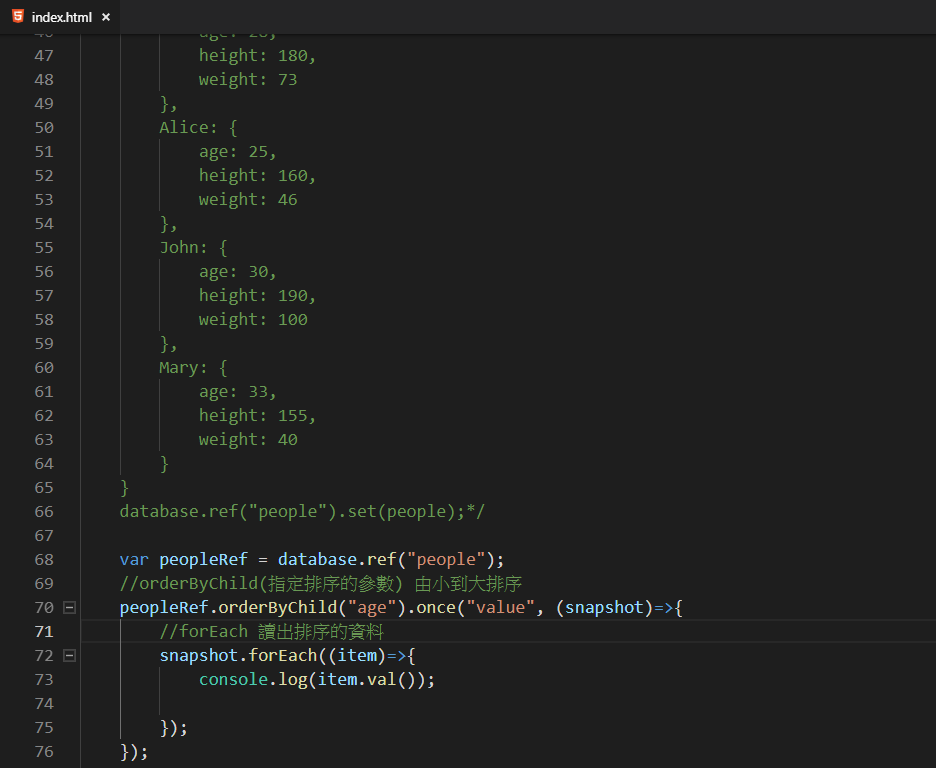 index.html ×
47 height: 180,
48 weight: 73
49 },
50 Alice: {
51 age: 25,
52 height: 160,
53 weight: 46
54 },
55 John: {
56 age: 30,
57 height: 190,
58 weight: 100
59 },
60 Mary: {
61 age: 33,
62 height: 155,
63 weight: 40
64 }
65 }
66 database.ref("people").set(people);*/
67
68 var peopleRef = database.ref("people");
69 //orderByChild(指定排序的參數) 由小到大排序
70 peopleRef.orderByChild("age").once("value", (snapshot)=>{
71 //forEach 讀出排序的資料
72 snapshot.forEach((item)=>{
73 console.log(item.val());
74
75 });
76 });